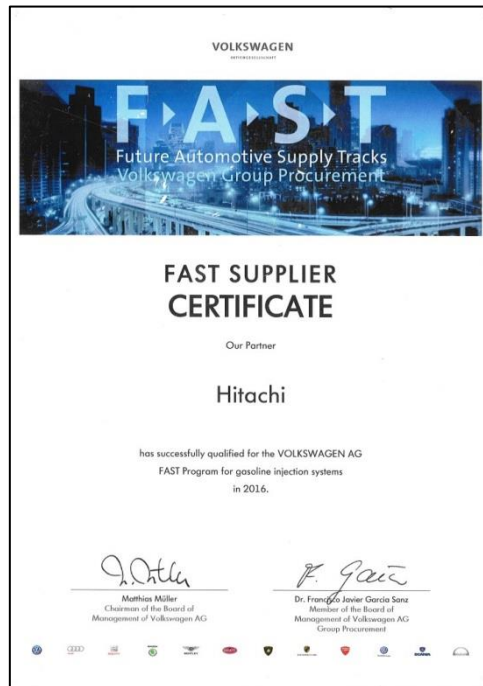 VOLKSWAGEN
AKTIENGESELLSCHAFT
F▸A▸S▸T
Future Automotive Supply Tracks
Volkswagen Group Procurement
FAST SUPPLIER
CERTIFICATE
Our Partner
Hitachi
has successfully qualified for the VOLKSWAGEN AG
FAST Program for gasoline injection systems
in 2016.
Matthias Müller
Chairman of the Board of
Management of Volkswagen AG
Dr. Francisco Javier Garcia Sanz
Member of the Board of
Management of Volkswagen AG
Group Procurement